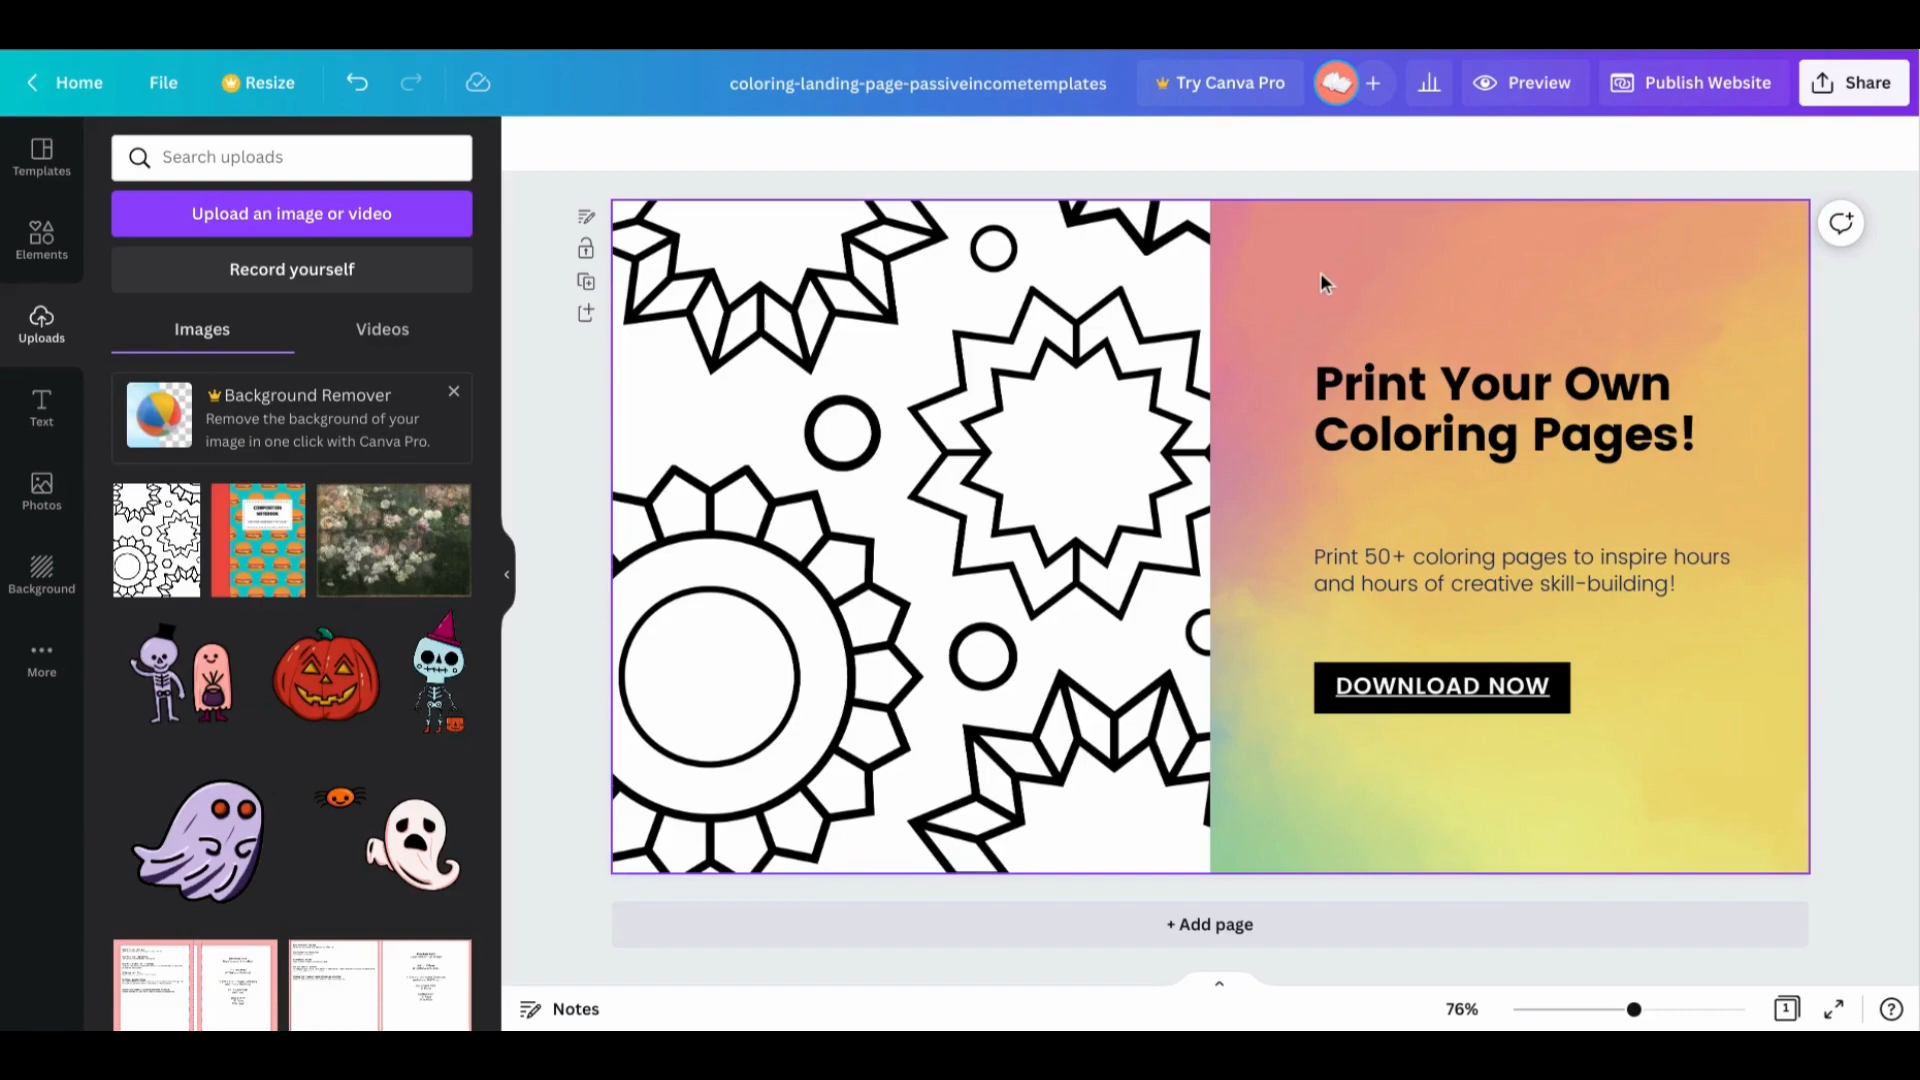 Home
File
Resize
coloring-landing-page-passiveincometemplates
Try Canva Pro
Preview
Publish Website
Share
Templates
Elements
Uploads
Text
Photos
Background
More
Search uploads
Upload an image or video
Record yourself
Images
Videos
Background Remover
Remove the background of your
image in one click with Canva Pro.
COMPOSITION
NOTEBOOK
Print Your Own
Coloring Pages!
Print 50+ coloring pages to inspire hours
and hours of creative skill-building!
DOWNLOAD NOW
+ Add page
Notes
76%
1